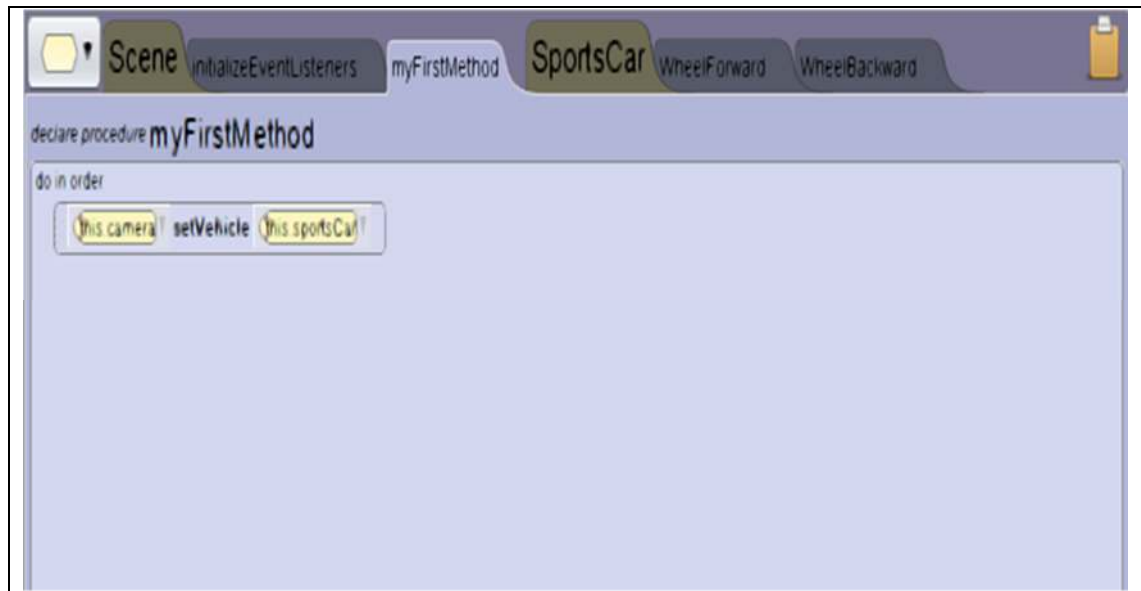 Scene initializeEventListeners myFirstMethod SportsCar WheelForward WheelBackward
declare procedure myFirstMethod
do in order
this.camera setVehicle this.sportsCar